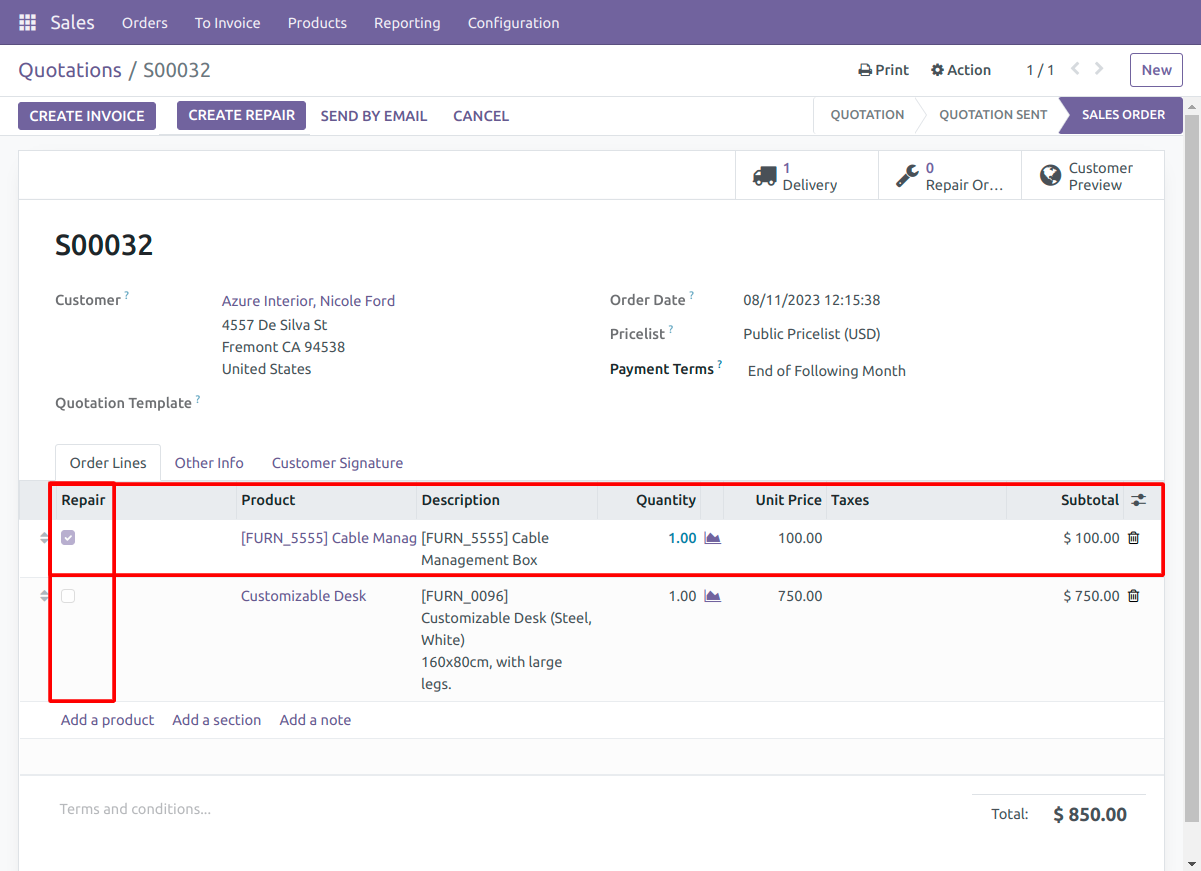 Sales Orders To Invoice Products Reporting Configuration
Quotations / S00032 Print Action 1 / 1 New
CREATE INVOICE CREATE REPAIR SEND BY EMAIL CANCEL QUOTATION QUOTATION SENT SALES ORDER
1 Delivery 0 Repair Or... Customer Preview
S00032
Customer ? Azure Interior, Nicole Ford Order Date ? 08/11/2023 12:15:38
4557 De Silva St
Pricelist ? Public Pricelist (USD)
Fremont CA 94538
United States Payment Terms ? End of Following Month
Quotation Template ?
Order Lines Other Info Customer Signature
Repair Product Description Quantity Unit Price Taxes Subtotal
[FURN_5555] Cable Manag [FURN_5555] Cable 1.00 100.00 $ 100.00
Management Box
Customizable Desk [FURN_0096] 1.00 750.00 $ 750.00
Customizable Desk (Steel,
White)
160x80cm, with large
legs.
Add a product Add a section Add a note
Terms and conditions...
Total: $ 850.00